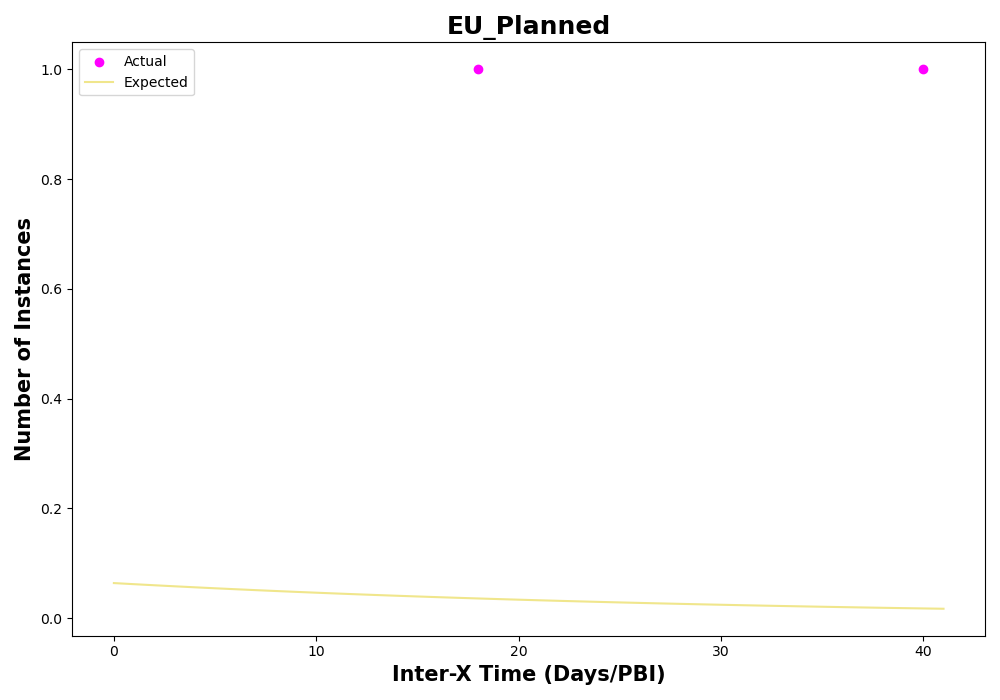 EU_Planned
Actual
Expected
1.0
0.8
0.6
0.4
0.2
0.0
Number of Instances
0 10 20 30 40
Inter-X Time (Days/PBI)